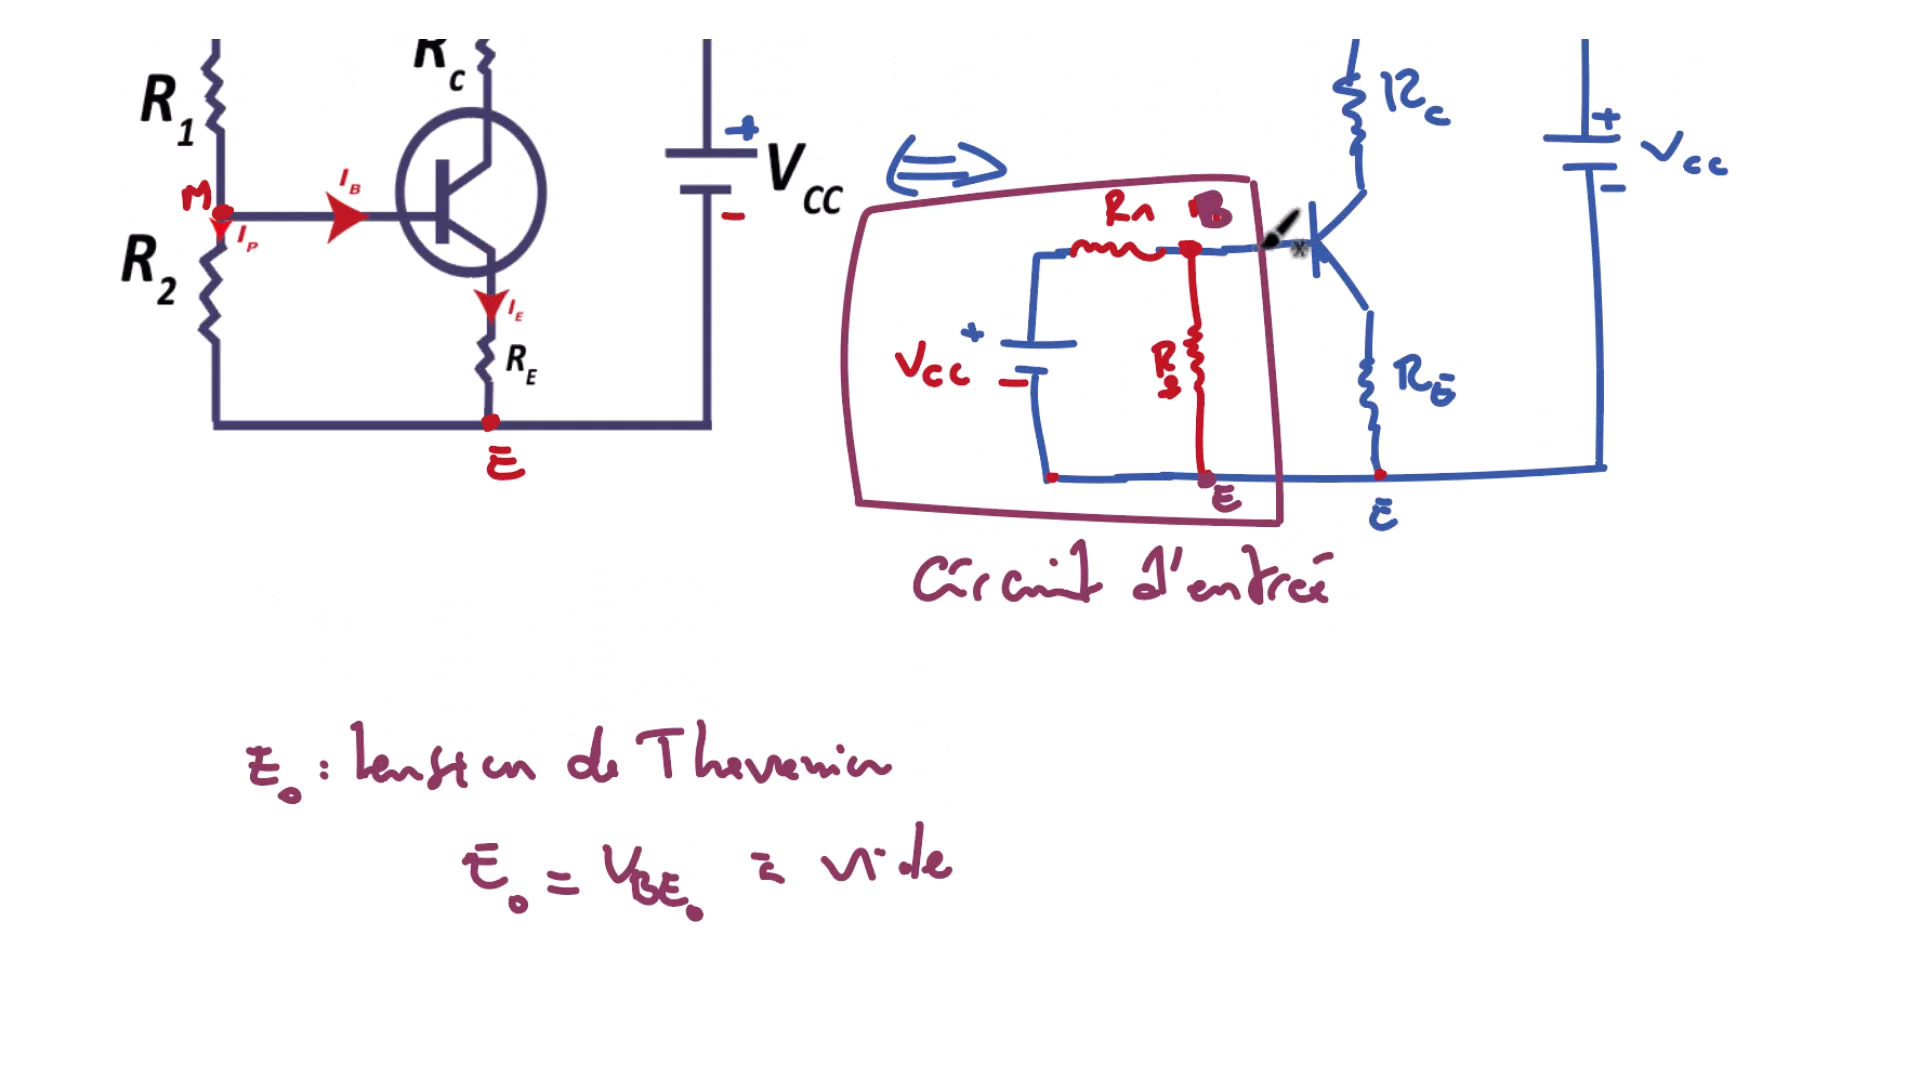 R1
R2
M
IB
IP
Rc
IE
RE
E
+
VCC
-
Rc
+
Vcc
-
R1
B
+
Vcc
-
R2
RE
E
E
Circuit d'entrée
E0 : tension de Thevenin
E0 = VBE0 = vide